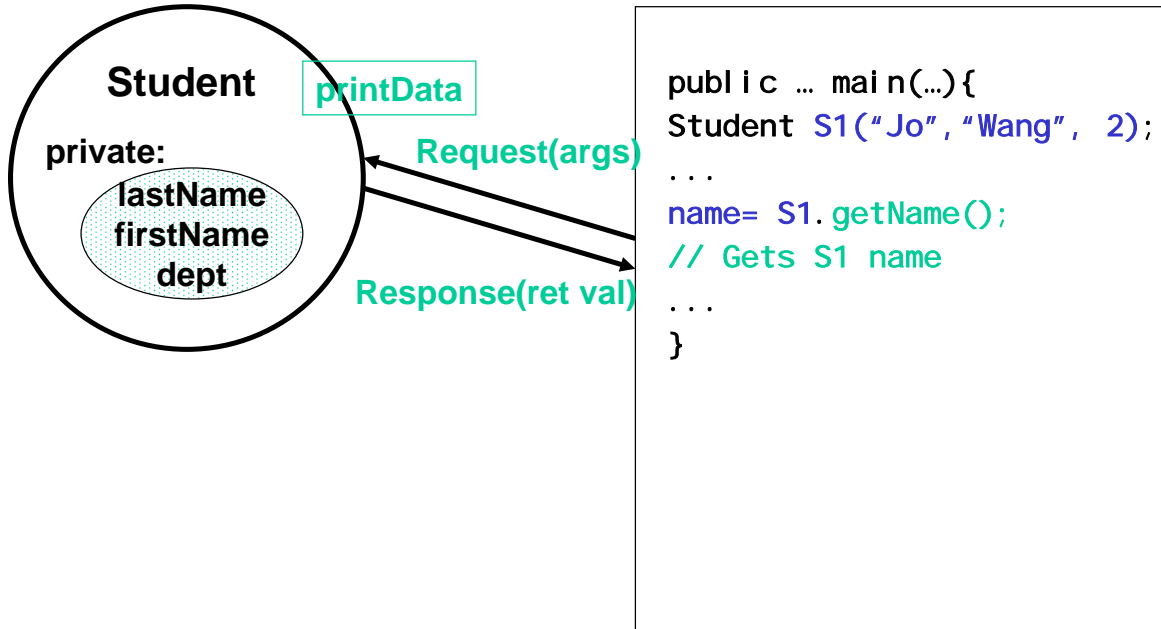 Student
printData
private:
lastName
firstName
dept
Request(args)
Response(ret val)
public … main(…){
Student S1(“Jo”,“Wang”, 2);
...
name= S1.getName();
// Gets S1 name
...
}